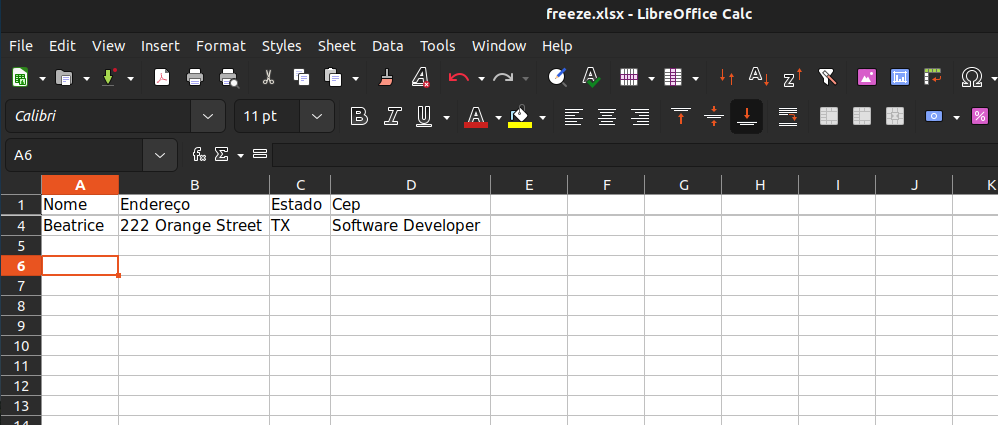 freeze.xlsx - LibreOffice Calc
File Edit View Insert Format Styles Sheet Data Tools Window Help
Calibri 11 pt B I U A %
A6 fx Σ =
A B C D E F G H I J K
1 Nome Endereço Estado Cep
4 Beatrice 222 Orange Street TX Software Developer
5
6
7
8
9
10
11
12
13
14